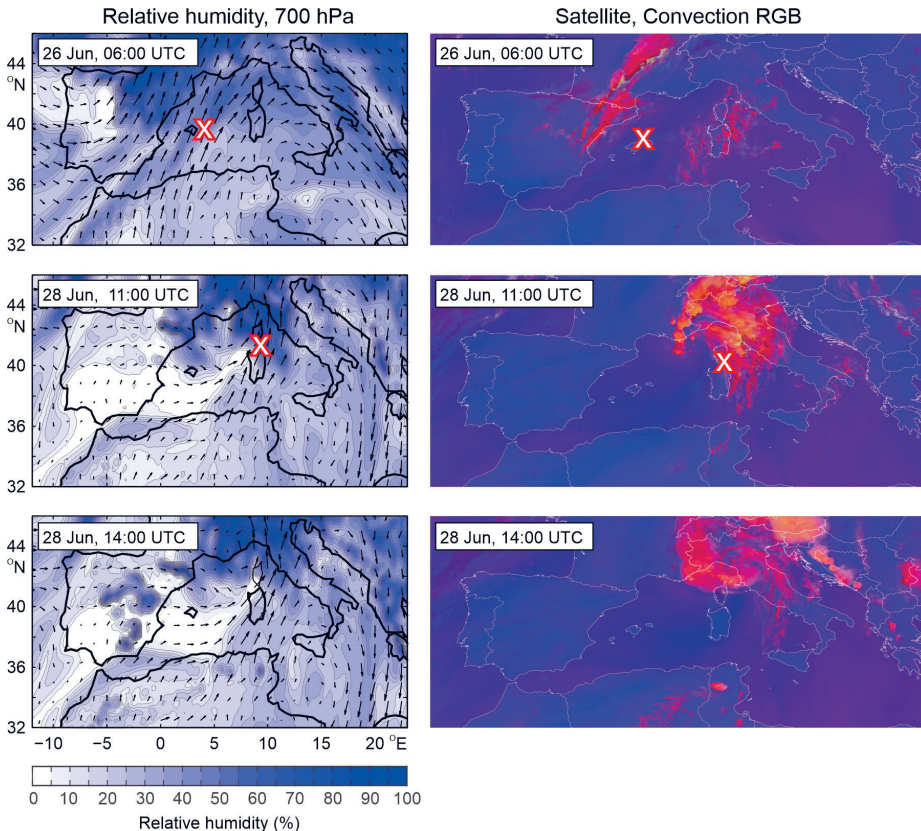 Relative humidity, 700 hPa
Satellite, Convection RGB
26 Jun, 06:00 UTC
26 Jun, 06:00 UTC
44
°N
40
36
32
X
X
28 Jun, 11:00 UTC
28 Jun, 11:00 UTC
44
°N
40
36
32
X
X
28 Jun, 14:00 UTC
28 Jun, 14:00 UTC
44
°N
40
36
32
−10 −5 0 5 10 15 20 °E
0 10 20 30 40 50 60 70 80 90 100
Relative humidity (%)